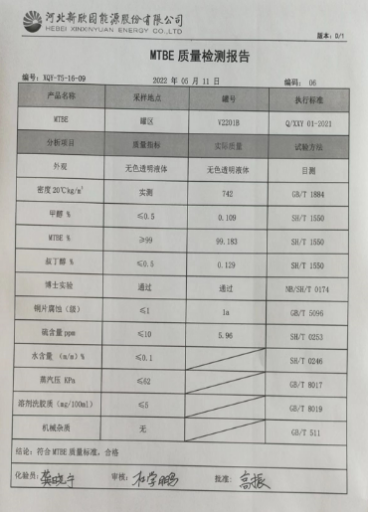 河北新欣园能源股份有限公司
HEBEI XINXINYUAN ENERGY CO.,LTD
版本：D/1
MTBE 质量检测报告
编号：XQY-T5-16-09 2022 年 05 月 11 日 编码： 06
产品名称 采样地点 罐号 执行标准
MTBE 罐区 V2201B Q/XXY 01-2021
分析项目 质量指标 实际质量 试验方法
外观 无色透明液体 无色透明液体 目测
密度 20℃kg/m³ 实测 742 GB/T 1884
甲醇 % ≤0.5 0.109 SH/T 1550
MTBE % ≥99 99.183 SH/T 1550
叔丁醇 % ≤0.5 0.129 SH/T 1550
博士实验 通过 通过 NB/SH/T 0174
铜片腐蚀（级） ≤1 1a GB/T 5096
硫含量 ppm ≤10 5.96 SH/T 0253
水含量 （m/m）% ≤0.1 SH/T 0246
蒸汽压 KPa ≤62 GB/T 8017
溶剂洗胶质（mg/100ml） ≤5 GB/T 8019
机械杂质 无 GB/T 511
结论：符合 MTBE 质量标准，合格
化验员： 审核： 批准：高振